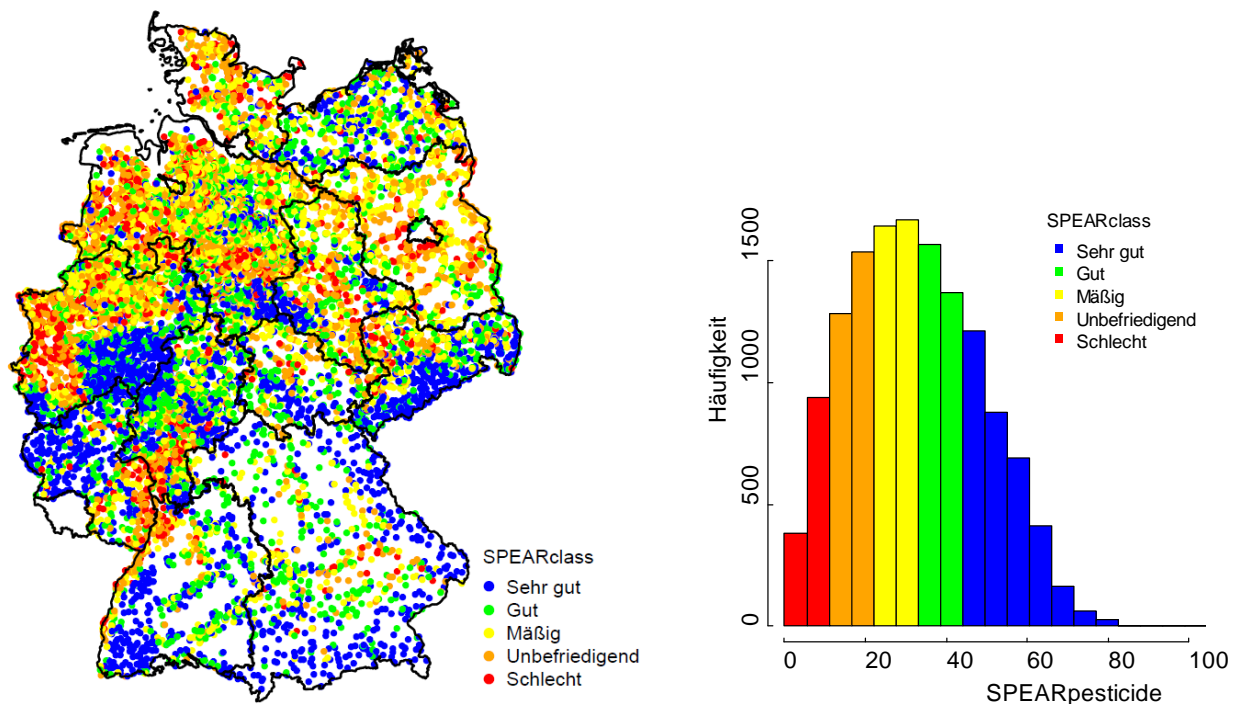 SPEARclass
Sehr gut
Gut
Mäßig
Unbefriedigend
Schlecht
Häufigkeit
1500
1000
500
0
SPEARclass
Sehr gut
Gut
Mäßig
Unbefriedigend
Schlecht
0 20 40 60 80 100
SPEARpesticide